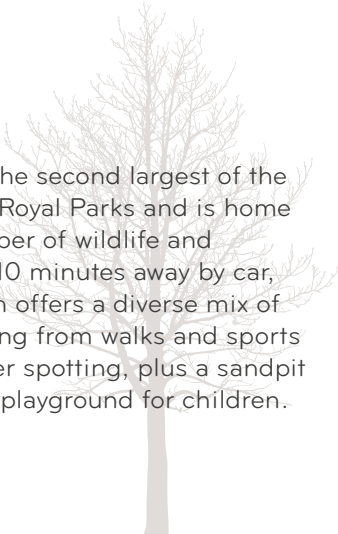 he second largest of the
Royal Parks and is home
ber of wildlife and
10 minutes away by car,
offers a diverse mix of
ng from walks and sports
er spotting, plus a sandpit
playground for children.